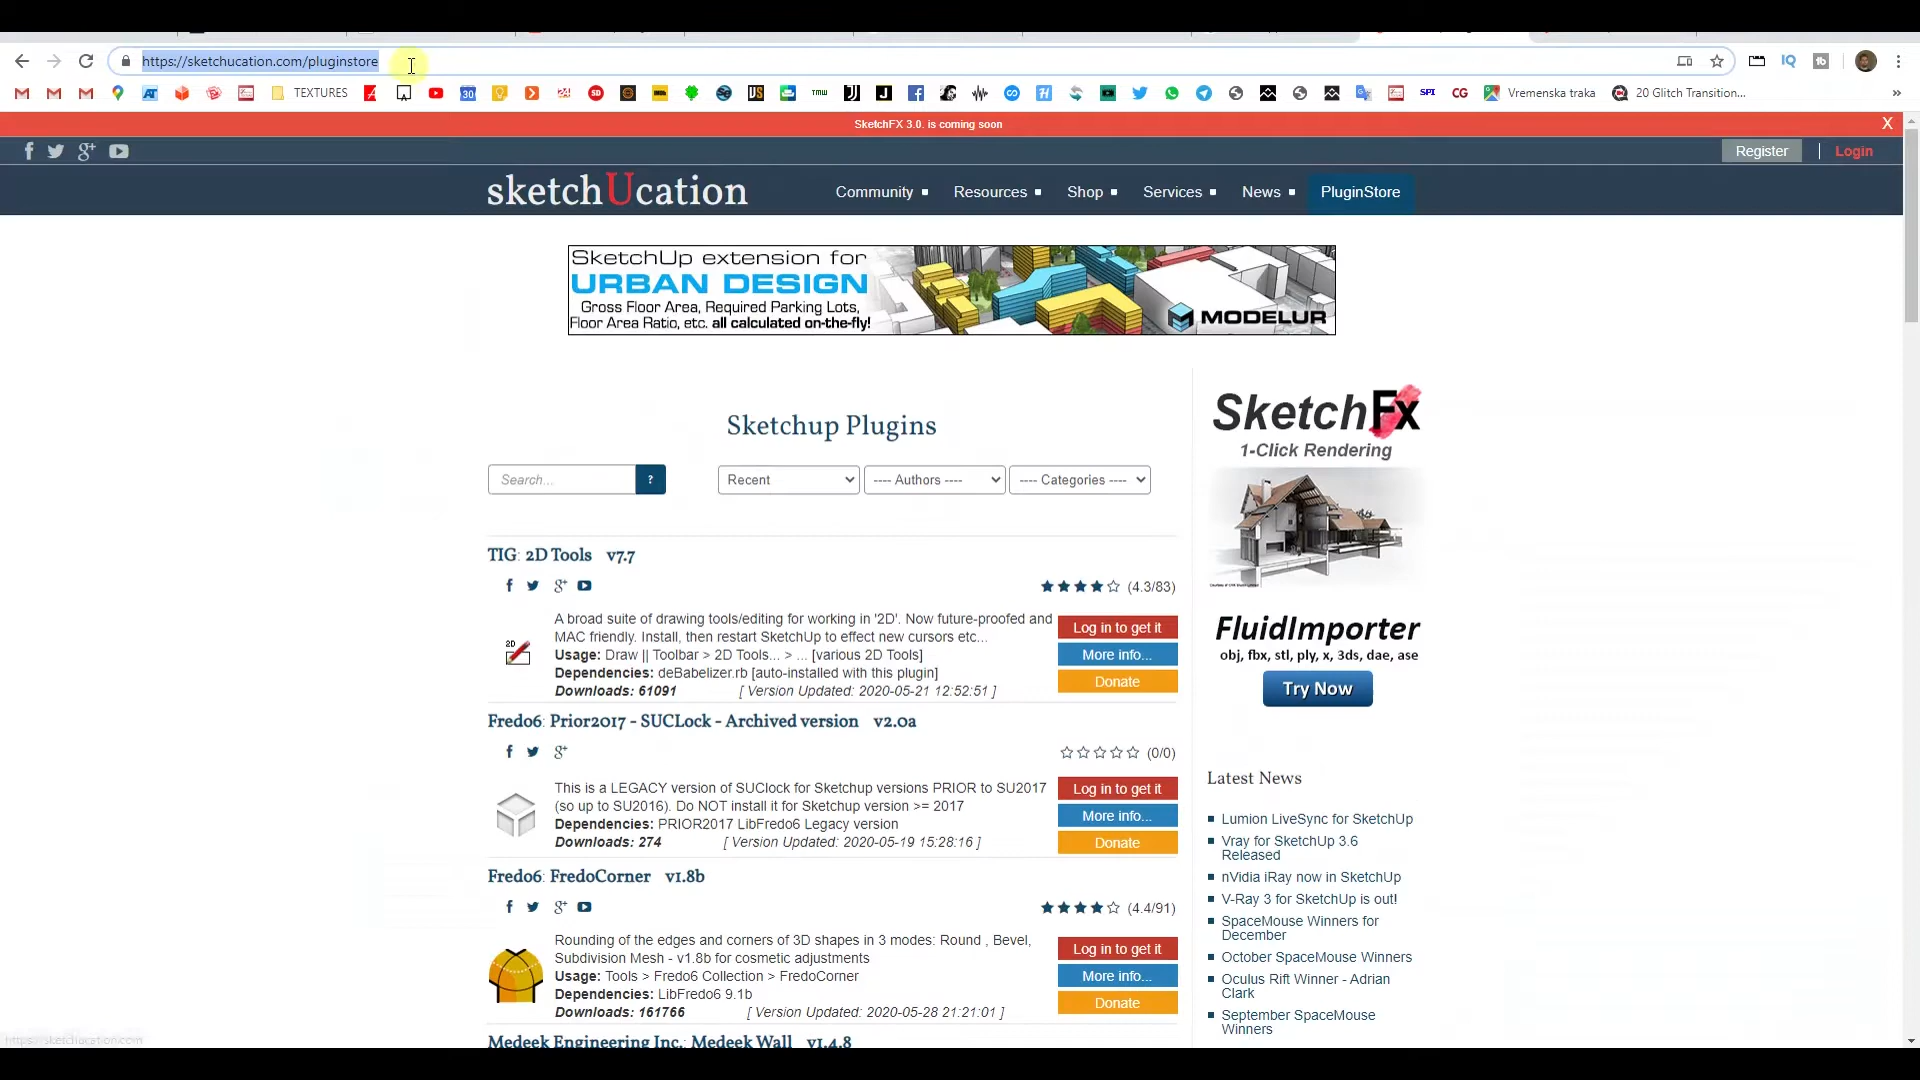 https://sketchucation.com/pluginstore
TEXTURES
Vremenska traka
20 Glitch Transition...
SketchFX 3.0. is coming soon
X
Register
Login
sketchUcation
Community
Resources
Shop
Services
News
PluginStore
SketchUp extension for
URBAN DESIGN
Gross Floor Area, Required Parking Lots,
Floor Area Ratio, etc. all calculated on-the-fly!
MODELUR
Sketchup Plugins
Search...
?
Recent
---- Authors ----
---- Categories ----
TIG: 2D Tools v7.7
(4.3/83)
A broad suite of drawing tools/editing for working in '2D'. Now future-proofed and
MAC friendly. Install, then restart SketchUp to effect new cursors etc...
Usage: Draw || Toolbar > 2D Tools... > ... [various 2D Tools]
Dependencies: deBabelizer.rb [auto-installed with this plugin]
Downloads: 61091 [ Version Updated: 2020-05-21 12:52:51 ]
Log in to get it
More info...
Donate
Fredo6: Prior2017 - SUCLock - Archived version v2.0a
(0/0)
This is a LEGACY version of SUClock for Sketchup versions PRIOR to SU2017
(so up to SU2016). Do NOT install it for Sketchup version >= 2017
Dependencies: PRIOR2017 LibFredo6 Legacy version
Downloads: 274 [ Version Updated: 2020-05-19 15:28:16 ]
Log in to get it
More info...
Donate
Fredo6: FredoCorner v1.8b
(4.4/91)
Rounding of the edges and corners of 3D shapes in 3 modes: Round , Bevel,
Subdivision Mesh - v1.8b for cosmetic adjustments
Usage: Tools > Fredo6 Collection > FredoCorner
Dependencies: LibFredo6 9.1b
Downloads: 161766 [ Version Updated: 2020-05-28 21:21:01 ]
Log in to get it
More info...
Donate
Medeek Engineering Inc.: Medeek Wall v1.4.8
SketchFx
1-Click Rendering
FluidImporter
obj, fbx, stl, ply, x, 3ds, dae, ase
Try Now
Latest News
Lumion LiveSync for SketchUp
Vray for SketchUp 3.6
Released
nVidia iRay now in SketchUp
V-Ray 3 for SketchUp is out!
SpaceMouse Winners for
December
October SpaceMouse Winners
Oculus Rift Winner - Adrian
Clark
September SpaceMouse
Winners
https://sketchucation.com